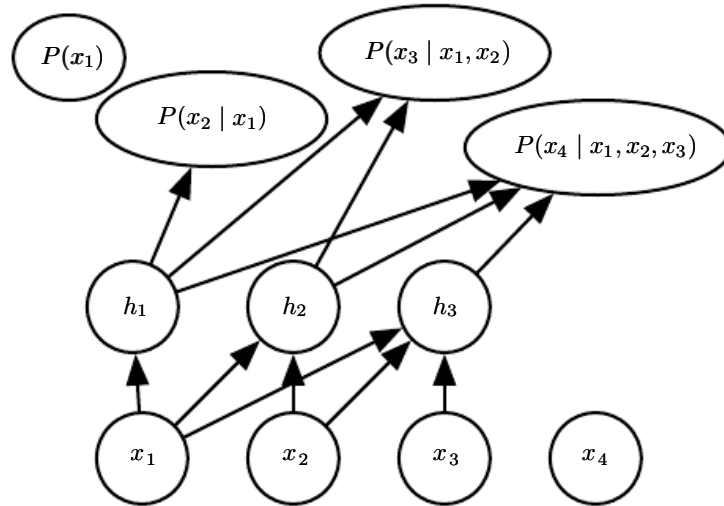 P(x₁)
P(x₃ | x₁, x₂)
P(x₂ | x₁)
P(x₄ | x₁, x₂, x₃)
h₁
h₂
h₃
x₁
x₂
x₃
x₄